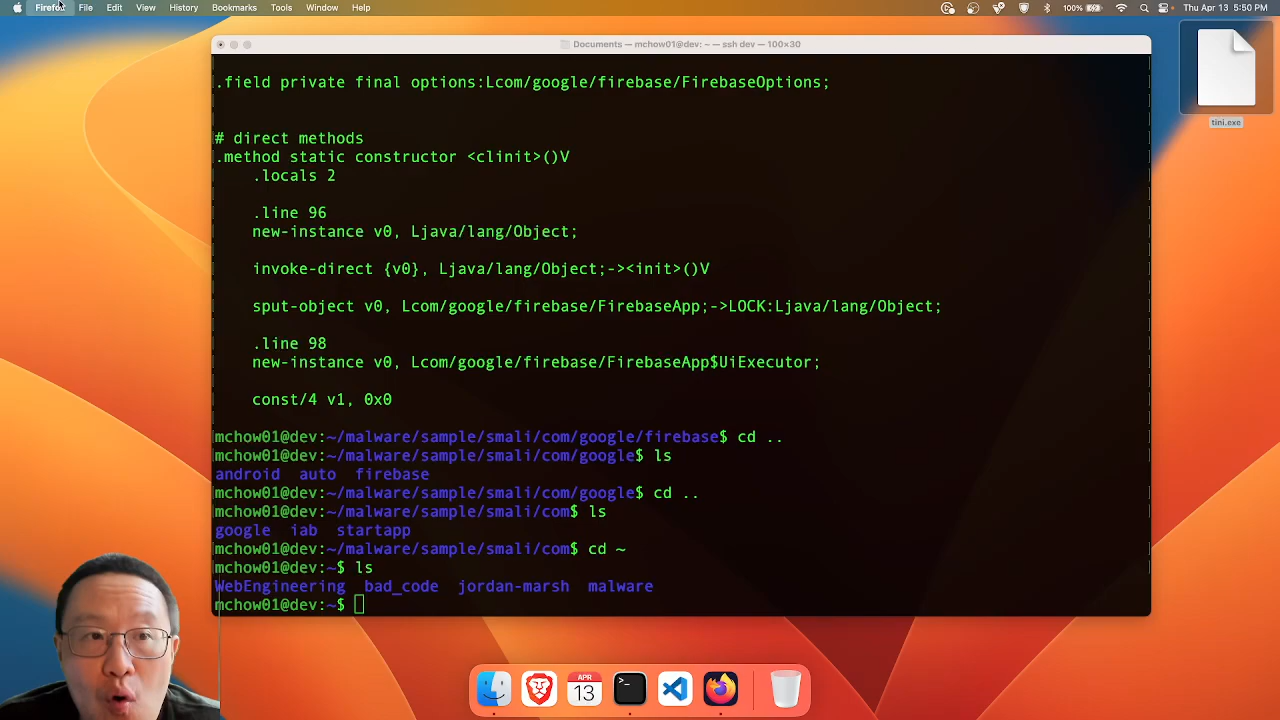 Firefox File Edit View History Bookmarks Tools Window Help 100% Thu Apr 13 5:50 PM
Documents — mchow01@dev: ~ — ssh dev — 100×30
tini.exe
.field private final options:Lcom/google/firebase/FirebaseOptions;
# direct methods
.method static constructor <clinit>()V
.locals 2
.line 96
new-instance v0, Ljava/lang/Object;
invoke-direct {v0}, Ljava/lang/Object;-><init>()V
sput-object v0, Lcom/google/firebase/FirebaseApp;->LOCK:Ljava/lang/Object;
.line 98
new-instance v0, Lcom/google/firebase/FirebaseApp$UiExecutor;
const/4 v1, 0x0
mchow01@dev:~/malware/sample/smali/com/google/firebase$ cd ..
mchow01@dev:~/malware/sample/smali/com/google$ ls
android auto firebase
mchow01@dev:~/malware/sample/smali/com/google$ cd ..
mchow01@dev:~/malware/sample/smali/com$ ls
google iab startapp
mchow01@dev:~/malware/sample/smali/com$ cd ~
mchow01@dev:~$ ls
WebEngineering bad_code jordan-marsh malware
mchow01@dev:~$
APR
13